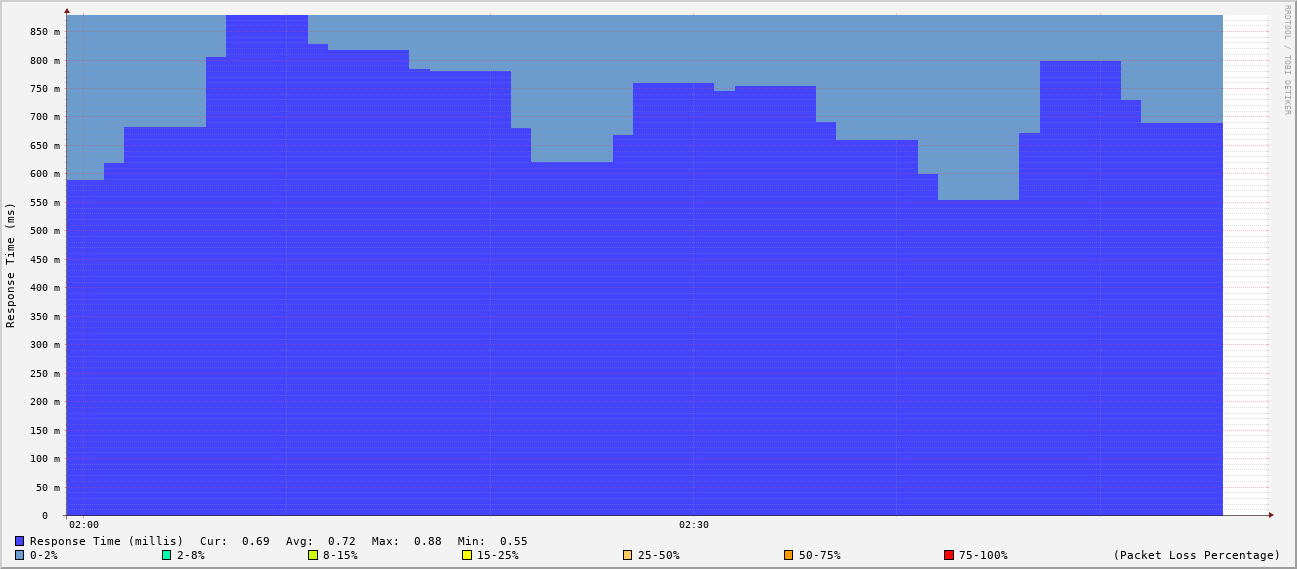 RRDTOOL / TOBI OETIKER
Response Time (ms)
850 m
800 m
750 m
700 m
650 m
600 m
550 m
500 m
450 m
400 m
350 m
300 m
250 m
200 m
150 m
100 m
50 m
0
02:00 02:30
Response Time (millis) Cur: 0.69 Avg: 0.72 Max: 0.88 Min: 0.55
0-2% 2-8% 8-15% 15-25% 25-50% 50-75% 75-100% (Packet Loss Percentage)